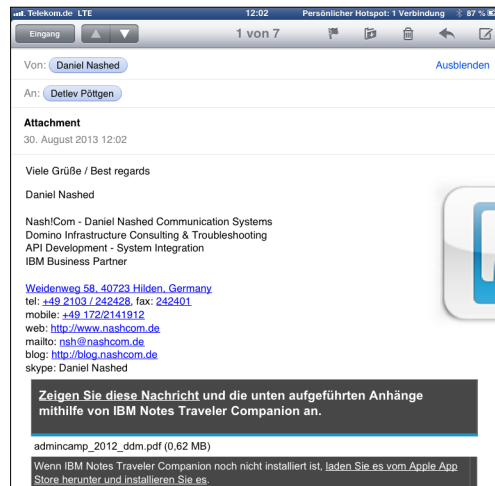 Telekom.de LTE 12:02 Persönlicher Hotspot: 1 Verbindung 87 %
Eingang 1 von 7
Von: Daniel Nashed Ausblenden
An: Detlev Pöttgen
Attachment
30. August 2013 12:02
Viele Grüße / Best regards
Daniel Nashed
Nash!Com - Daniel Nashed Communication Systems
Domino Infrastructure Consulting & Troubleshooting
API Development - System Integration
IBM Business Partner
Weidenweg 58, 40723 Hilden, Germany
tel: +49 2103 / 242428, fax: 242401
mobile: +49 172/2141912
web: http://www.nashcom.de
mailto: nsh@nashcom.de
blog: http://blog.nashcom.de
skype: Daniel Nashed
Zeigen Sie diese Nachricht und die unten aufgeführten Anhänge
mithilfe von IBM Notes Traveler Companion an.
admincamp_2012_ddm.pdf (0,62 MB)
Wenn IBM Notes Traveler Companion noch nicht installiert ist, laden Sie es vom Apple App
Store herunter und installieren Sie es.